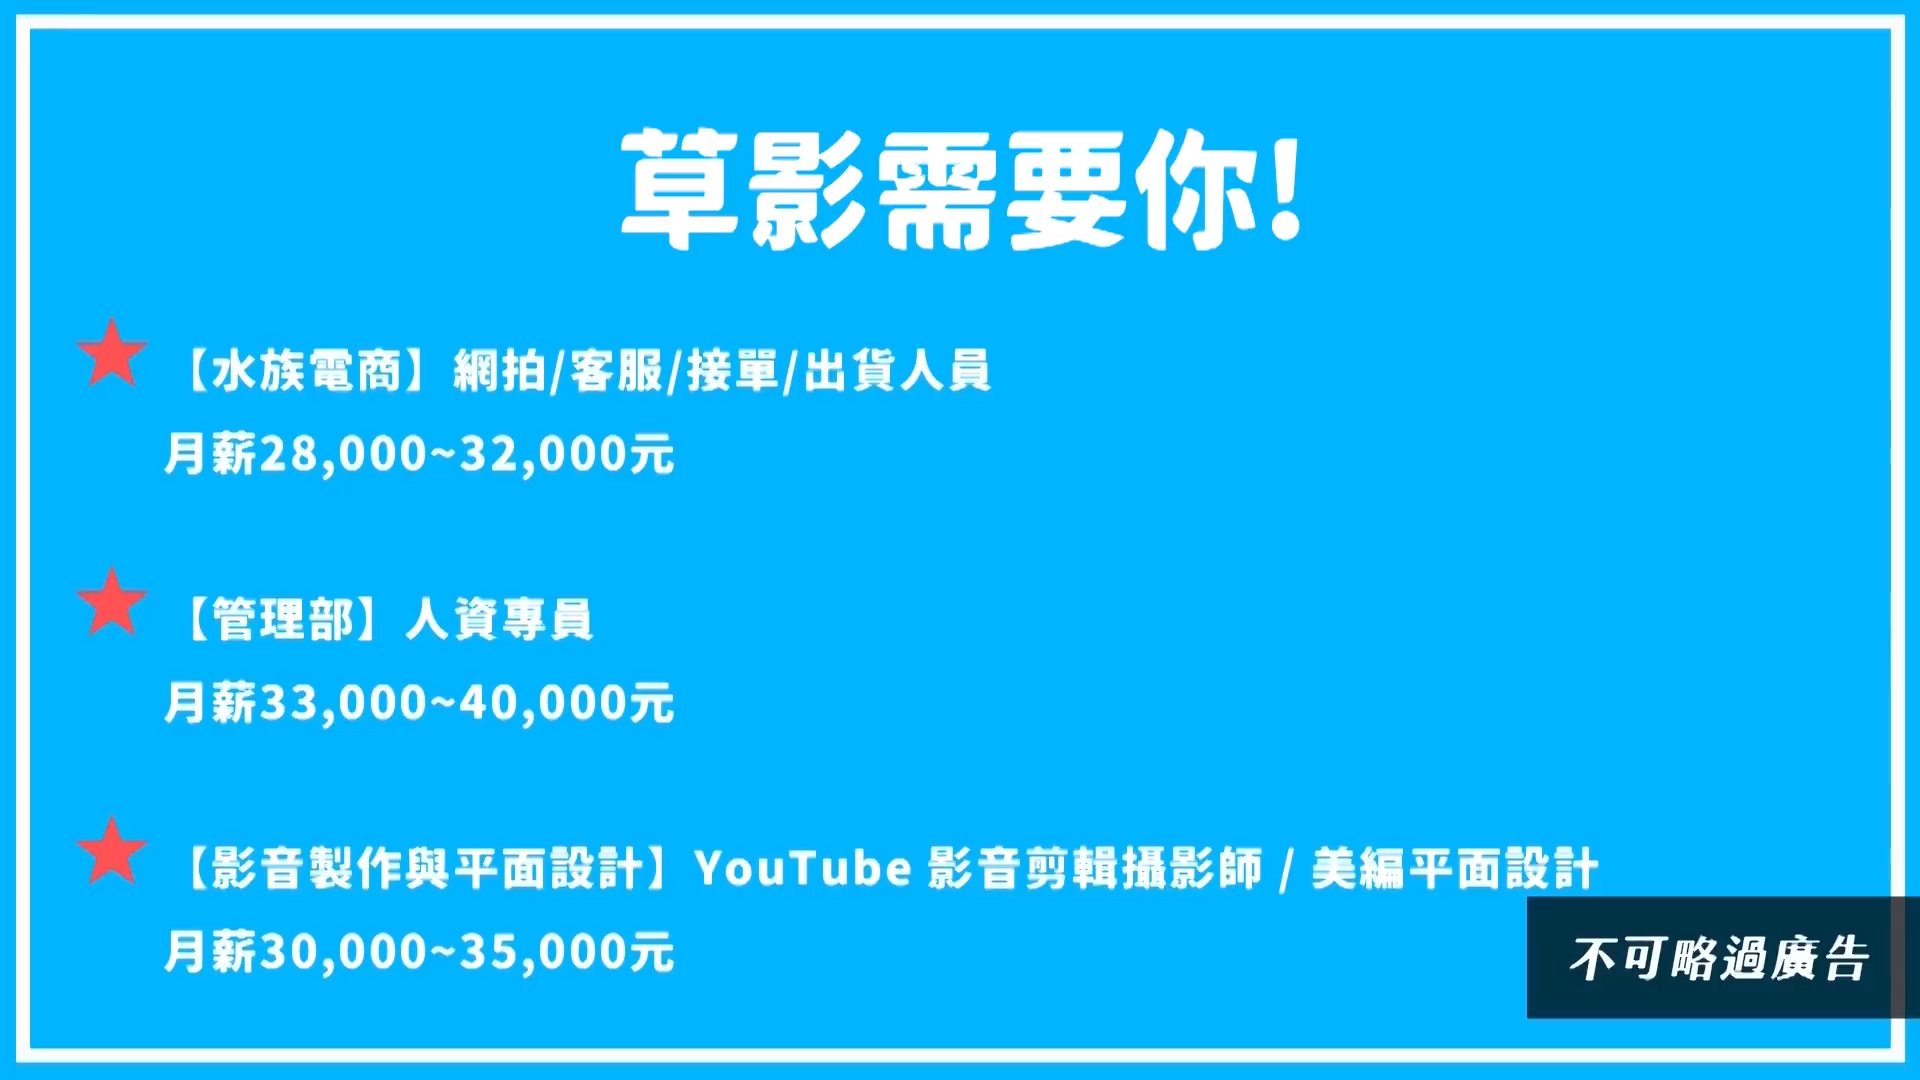 草影需要你!
【水族電商】網拍/客服/接單/出貨人員
月薪28,000~32,000元
【管理部】人資專員
月薪33,000~40,000元
【影音製作與平面設計】YouTube 影音剪輯攝影師 / 美編平面設計
月薪30,000~35,000元
不可略過廣告